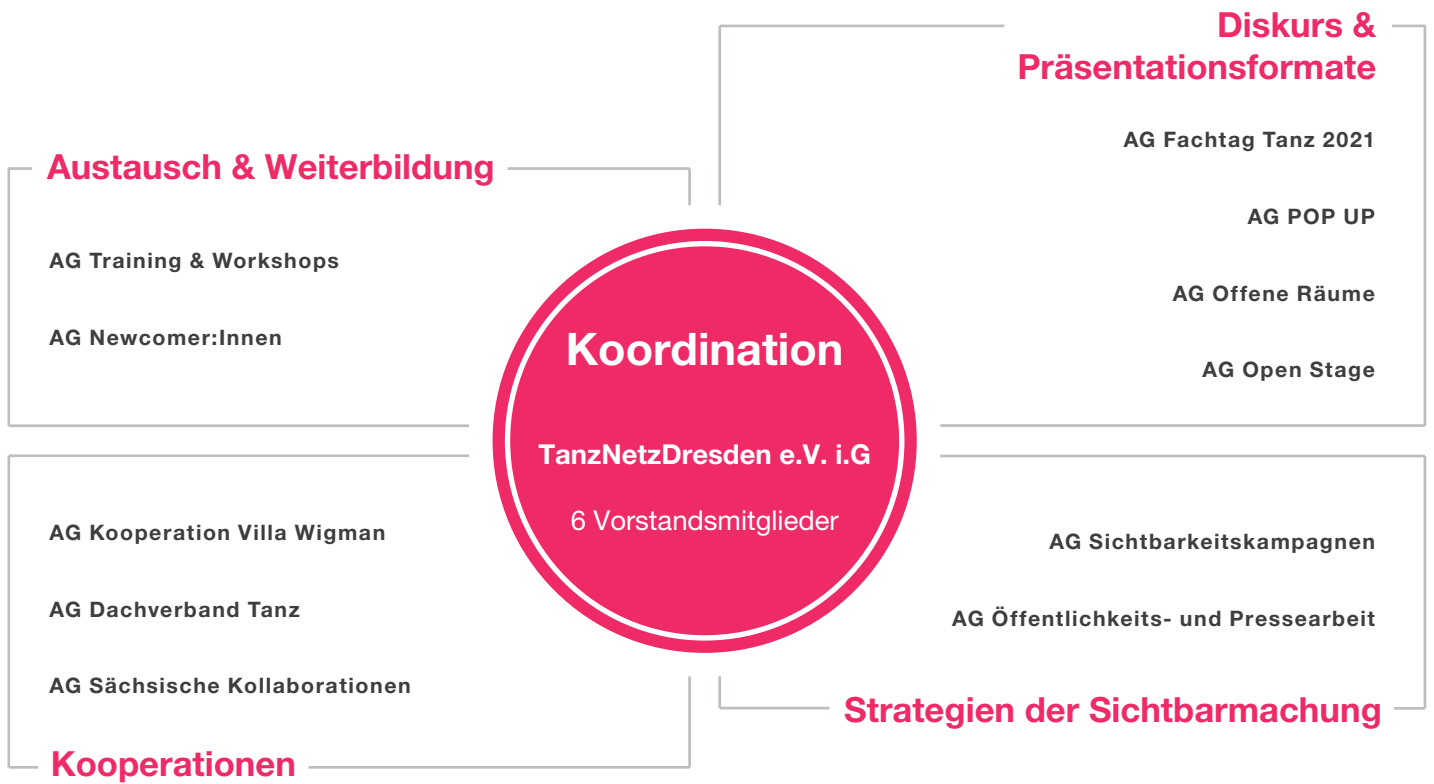 Diskurs &
Präsentationsformate
AG Fachtag Tanz 2021
AG POP UP
AG Offene Räume
AG Open Stage
Austausch & Weiterbildung
AG Training & Workshops
AG Newcomer:Innen
Koordination
TanzNetzDresden e.V. i.G
6 Vorstandsmitglieder
AG Kooperation Villa Wigman
AG Dachverband Tanz
AG Sächsische Kollaborationen
Kooperationen
AG Sichtbarkeitskampagnen
AG Öffentlichkeits- und Pressearbeit
Strategien der Sichtbarmachung